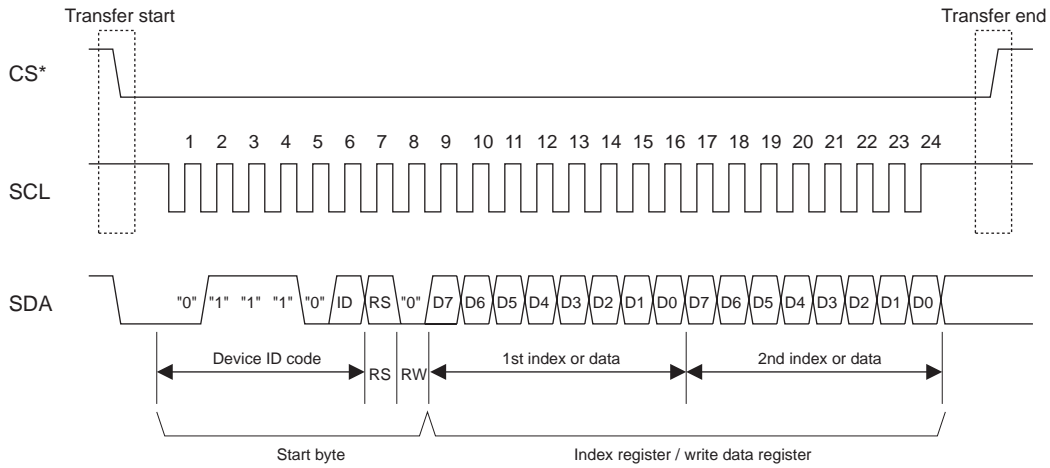 Transfer start Transfer end
CS*
1 2 3 4 5 6 7 8 9 10 11 12 13 14 15 16 17 18 19 20 21 22 23 24
SCL
SDA "0" "1" "1" "1" "0" ID RS "0" D7 D6 D5 D4 D3 D2 D1 D0 D7 D6 D5 D4 D3 D2 D1 D0
Device ID code RS RW 1st index or data 2nd index or data
Start byte Index register / write data register